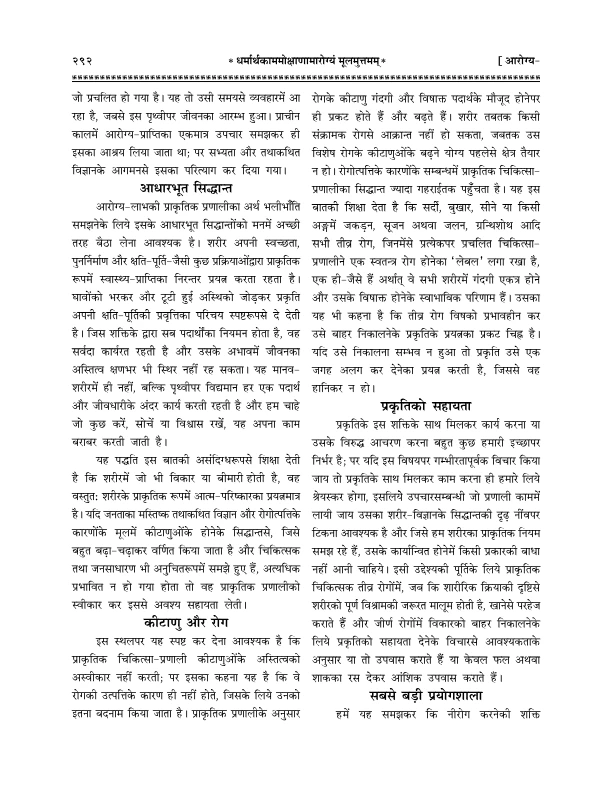 २९२
* धर्मार्थकाममोक्षाणामारोग्यं मूलमुत्तमम् *
[ आरोग्य-
जो प्रचलित हो गया है। यह तो उसी समयसे व्यवहारमें आ
रहा है, जबसे इस पृथ्वीपर जीवनका आरम्भ हुआ। प्राचीन
कालमें आरोग्य-प्राप्तिका एकमात्र उपचार समझकर ही
इसका आश्रय लिया जाता था; पर सभ्यता और तथाकथित
विज्ञानके आगमनसे इसका परित्याग कर दिया गया।
आधारभूत सिद्धान्त
आरोग्य-लाभकी प्राकृतिक प्रणालीका अर्थ भलीभाँति
समझनेके लिये इसके आधारभूत सिद्धान्तोंको मनमें अच्छी
तरह बैठा लेना आवश्यक है। शरीर अपनी स्वच्छता,
पुनर्निर्माण और क्षति-पूर्ति-जैसी कुछ प्रक्रियाओंद्वारा प्राकृतिक
रूपमें स्वास्थ्य-प्राप्तिका निरन्तर प्रयत्न करता रहता है।
घावोंको भरकर और टूटी हुई अस्थिको जोड़कर प्रकृति
अपनी क्षति-पूर्तिकी प्रवृत्तिका परिचय स्पष्टरूपसे दे देती
है। जिस शक्तिके द्वारा सब पदार्थोंका नियमन होता है, वह
सर्वदा कार्यरत रहती है और उसके अभावमें जीवनका
अस्तित्व क्षणभर भी स्थिर नहीं रह सकता। यह मानव-
शरीरमें ही नहीं, बल्कि पृथ्वीपर विद्यमान हर एक पदार्थ
और जीवधारीके अंदर कार्य करती रहती है और हम चाहे
जो कुछ करें, सोचें या विश्वास रखें, यह अपना काम
बराबर करती जाती है।
यह पद्धति इस बातकी असंदिग्धरूपसे शिक्षा देती
है कि शरीरमें जो भी विकार या बीमारी होती है, वह
वस्तुतः शरीरके प्राकृतिक रूपमें आत्म-परिष्कारका प्रयत्नमात्र
है। यदि जनताका मस्तिष्क तथाकथित विज्ञान और रोगोत्पत्तिके
कारणोंके मूलमें कीटाणुओंके होनेके सिद्धान्तसे, जिसे
बहुत बढ़ा-चढ़ाकर वर्णित किया जाता है और चिकित्सक
तथा जनसाधारण भी अनुचितरूपमें समझे हुए हैं, अत्यधिक
प्रभावित न हो गया होता तो वह प्राकृतिक प्रणालीको
स्वीकार कर इससे अवश्य सहायता लेती।
कीटाणु और रोग
इस स्थलपर यह स्पष्ट कर देना आवश्यक है कि
प्राकृतिक चिकित्सा-प्रणाली कीटाणुओंके अस्तित्वको
अस्वीकार नहीं करती; पर इसका कहना यह है कि वे
रोगकी उत्पत्तिके कारण ही नहीं होते, जिसके लिये उनको
इतना बदनाम किया जाता है। प्राकृतिक प्रणालीके अनुसार
रोगके कीटाणु गंदगी और विषाक्त पदार्थके मौजूद होनेपर
ही प्रकट होते हैं और बढ़ते हैं। शरीर तबतक किसी
संक्रामक रोगसे आक्रान्त नहीं हो सकता, जबतक उस
विशेष रोगके कीटाणुओंके बढ़ने योग्य पहलेसे क्षेत्र तैयार
न हो। रोगोत्पत्तिके कारणोंके सम्बन्धमें प्राकृतिक चिकित्सा-
प्रणालीका सिद्धान्त ज्यादा गहराईतक पहुँचता है। यह इस
बातकी शिक्षा देता है कि सर्दी, बुखार, सीने या किसी
अङ्गमें जकड़न, सूजन अथवा जलन, ग्रन्थिशोथ आदि
सभी तीव्र रोग, जिनमेंसे प्रत्येकपर प्रचलित चिकित्सा-
प्रणालीने एक स्वतन्त्र रोग होनेका 'लेबल' लगा रखा है,
एक ही-जैसे हैं अर्थात् वे सभी शरीरमें गंदगी एकत्र होने
और उसके विषाक्त होनेके स्वाभाविक परिणाम हैं। उसका
यह भी कहना है कि तीव्र रोग विषको प्रभावहीन कर
उसे बाहर निकालनेके प्रकृतिके प्रयत्नका प्रकट चिह्न है।
यदि उसे निकालना सम्भव न हुआ तो प्रकृति उसे एक
जगह अलग कर देनेका प्रयत्न करती है, जिससे वह
हानिकर न हो।
प्रकृतिको सहायता
प्रकृतिके इस शक्तिके साथ मिलकर कार्य करना या
उसके विरुद्ध आचरण करना बहुत कुछ हमारी इच्छापर
निर्भर है; पर यदि इस विषयपर गम्भीरतापूर्वक विचार किया
जाय तो प्रकृतिके साथ मिलकर काम करना ही हमारे लिये
श्रेयस्कर होगा, इसलिये उपचारसम्बन्धी जो प्रणाली काममें
लायी जाय उसका शरीर-विज्ञानके सिद्धान्तकी दृढ़ नींवपर
टिकना आवश्यक है और जिसे हम शरीरका प्राकृतिक नियम
समझ रहे हैं, उसके कार्यान्वित होनेमें किसी प्रकारकी बाधा
नहीं आनी चाहिये। इसी उद्देश्यकी पूर्तिके लिये प्राकृतिक
चिकित्सक तीव्र रोगोंमें, जब कि शारीरिक क्रियाकी दृष्टिसे
शरीरको पूर्ण विश्रामकी जरूरत मालूम होती है, खानेसे परहेज
कराते हैं और जीर्ण रोगोंमें विकारको बाहर निकालनेके
लिये प्रकृतिको सहायता देनेके विचारसे आवश्यकताके
अनुसार या तो उपवास कराते हैं या केवल फल अथवा
शाकका रस देकर आंशिक उपवास कराते हैं।
सबसे बड़ी प्रयोगशाला
हमें यह समझकर कि नीरोग करनेकी शक्ति